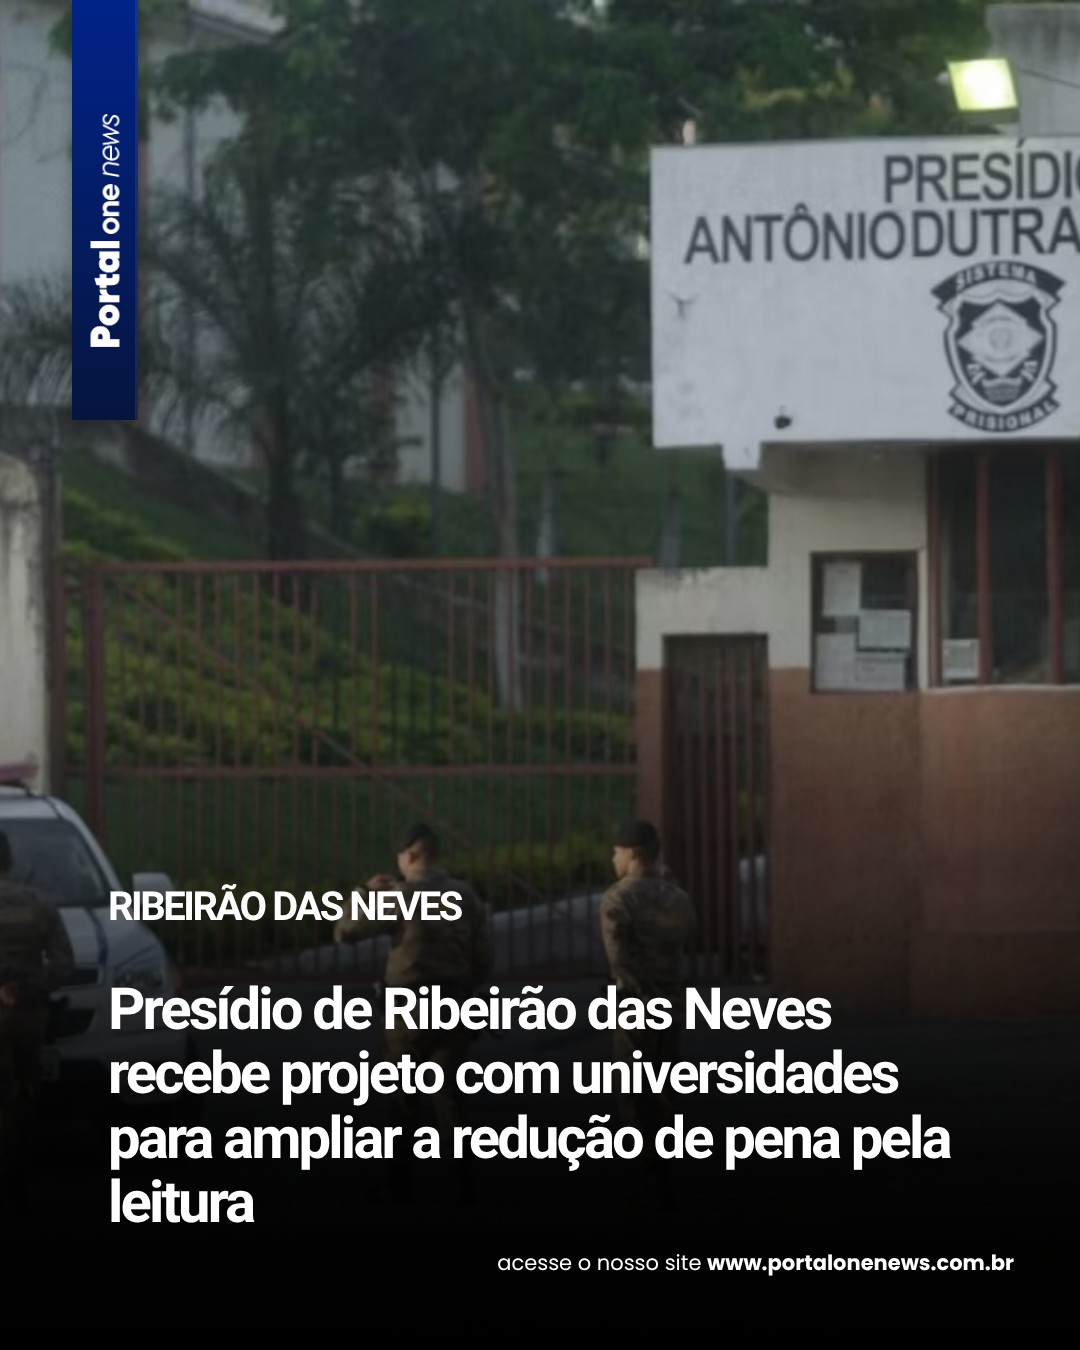 Portal one news
PRESÍDIO
ANTÔNIO DUTRA
SISTEMA
PRISIONAL
RIBEIRÃO DAS NEVES
Presídio de Ribeirão das Neves
recebe projeto com universidades
para ampliar a redução de pena pela
leitura
acesse o nosso site www.portalonenews.com.br